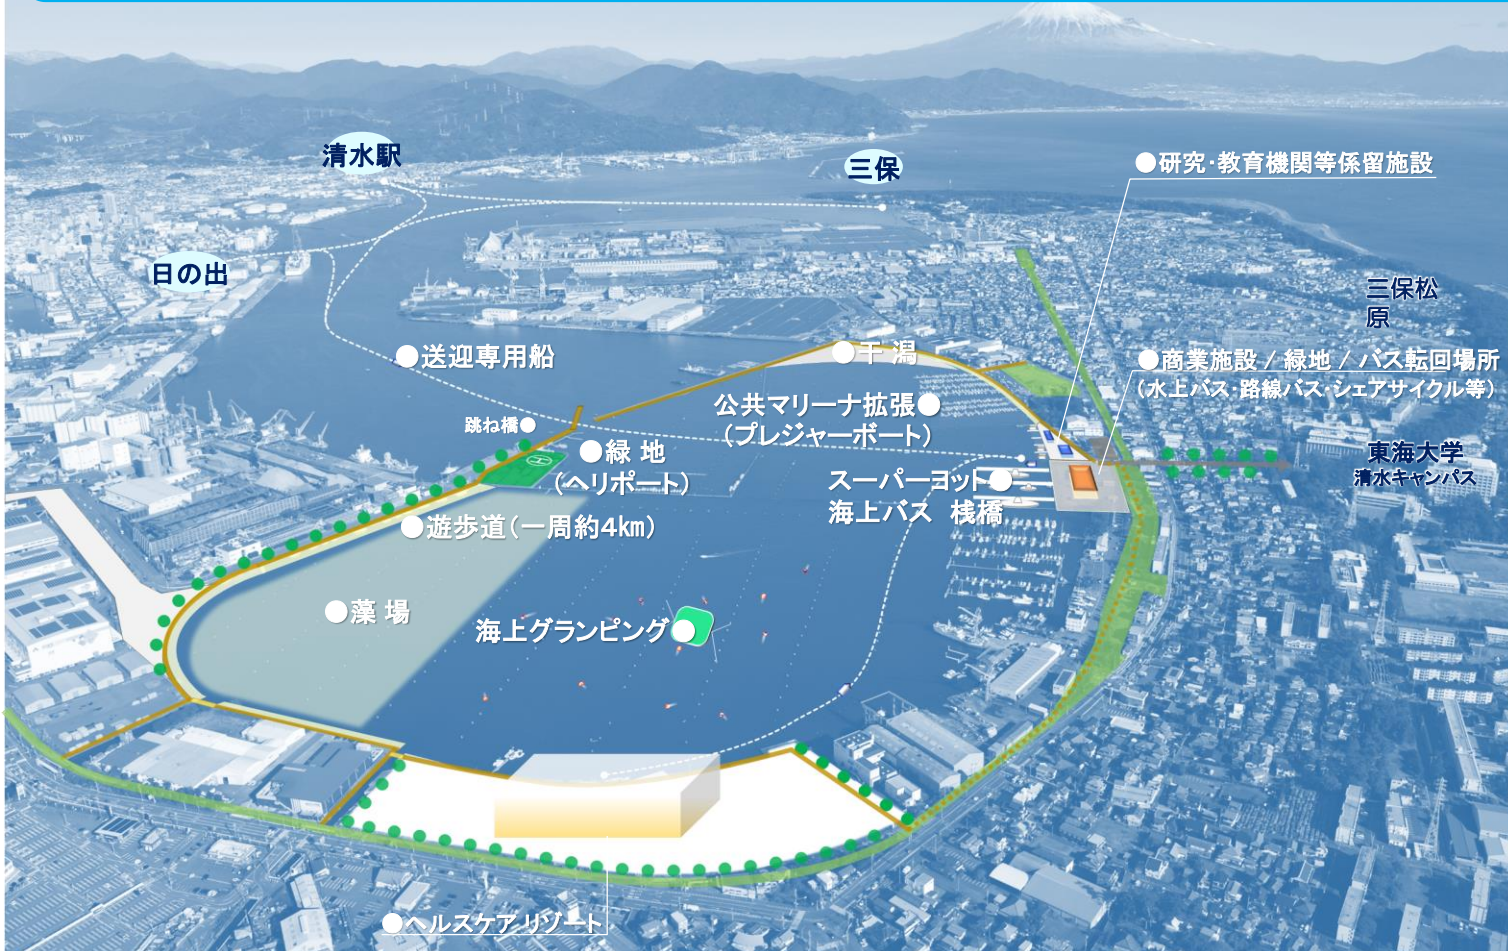 清水駅
三保
●研究・教育機関等係留施設
日の出
三保松
原
●送迎専用船
●干 潟
●商業施設 / 緑地 / バス転回場所
（水上バス・路線バス・シェアサイクル等）
公共マリーナ拡張●
（プレジャーボート）
跳ね橋●
●緑 地
（ヘリポート）
H
東海大学
清水キャンパス
スーパーヨット●
海上バス 桟橋
●遊歩道（一周約4km）
●藻 場
海上グランピング●
●ヘルスケアリゾート